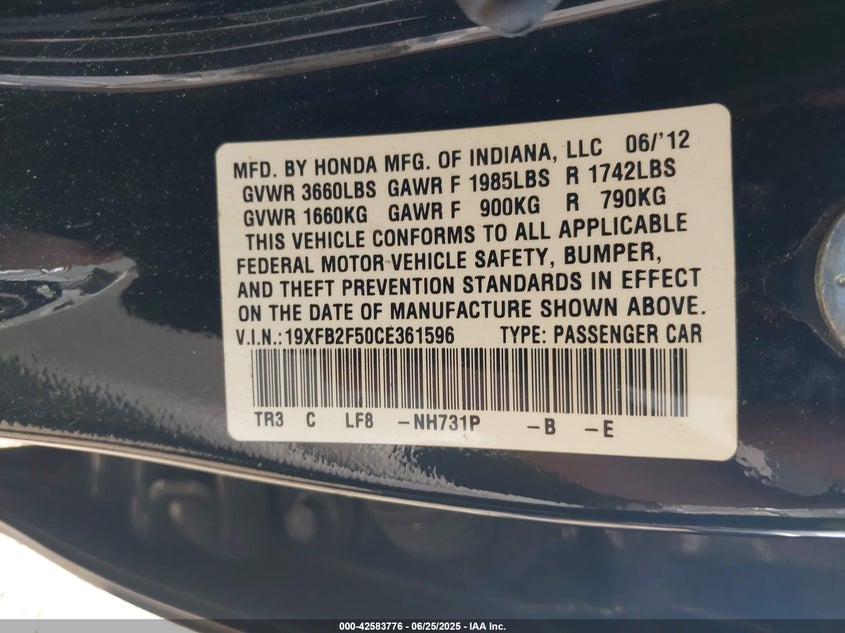 MFD. BY HONDA MFG. OF INDIANA, LLC 06/'12
GVWR 3660LBS GAWR F 1985LBS R 1742LBS
GVWR 1660KG GAWR F 900KG R 790KG
THIS VEHICLE CONFORMS TO ALL APPLICABLE
FEDERAL MOTOR-VEHICLE SAFETY, BUMPER,
AND THEFT PREVENTION STANDARDS IN EFFECT
ON THE DATE OF MANUFACTURE SHOWN ABOVE.
V.I.N.:19XFB2F50CE361596 TYPE: PASSENGER CAR
TR3 C LF8 -NH731P -B -E
000-42583776 - 06/25/2025 - IAA Inc.